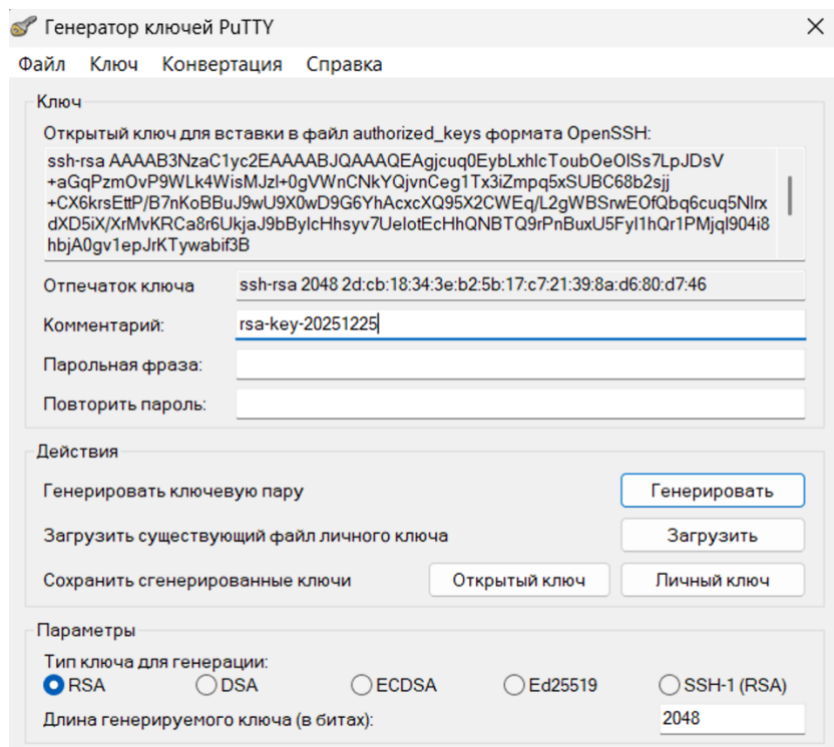 Генератор ключей PuTTY
Файл Ключ Конвертация Справка
Ключ
Открытый ключ для вставки в файл authorized_keys формата OpenSSH:
ssh-rsa AAAAB3NzaC1yc2EAAAABJQAAAQEAgjcuq0EybLxhlcToubOeOlSs7LpJDsV
+aGqPzmOvP9WLk4WisMJzl+0gVWnCNkYQjvnCeg1Tx3iZmpq5xSUBC68b2sjj
+CX6krsEttP/B7nKoBBuJ9wU9X0wD9G6YhAcxcXQ95X2CWEq/L2gWBSrwEOfQbq6cuq5Nlrx
dXD5iX/XrMvKRCa8r6UkjaJ9bBylcHhsyv7UelotEcHhQNBTQ9rPnBuxU5Fyl1hQr1PMjql904i8
hbjA0gv1epJrKTywabif3B
Отпечаток ключа ssh-rsa 2048 2d:cb:18:34:3e:b2:5b:17:c7:21:39:8a:d6:80:d7:46
Комментарий: rsa-key-20251225
Парольная фраза:
Повторить пароль:
Действия
Генерировать ключевую пару Генерировать
Загрузить существующий файл личного ключа Загрузить
Сохранить сгенерированные ключи Открытый ключ Личный ключ
Параметры
Тип ключа для генерации:
RSA DSA ECDSA Ed25519 SSH-1 (RSA)
Длина генерируемого ключа (в битах): 2048